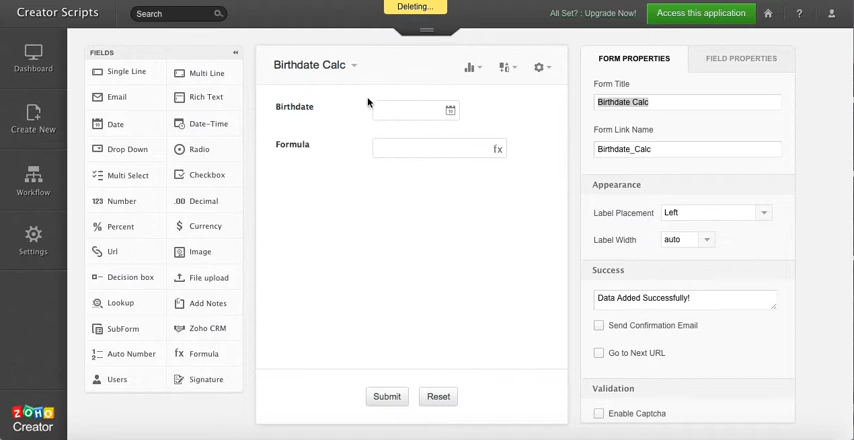 Creator Scripts
Search
Deleting...
All Set? : Upgrade Now!
Access this application
?
Dashboard
Create New
Workflow
Settings
ZOHO
Creator
FIELDS
Single Line
Multi Line
Email
Rich Text
Date
Date-Time
Drop Down
Radio
Multi Select
Checkbox
123 Number
.00 Decimal
% Percent
$ Currency
Url
Image
Decision box
File upload
Lookup
Add Notes
SubForm
Zoho CRM
Auto Number
fx Formula
Users
Signature
Birthdate Calc
Birthdate
Formula
fx
Submit
Reset
FORM PROPERTIES
FIELD PROPERTIES
Form Title
Birthdate Calc
Form Link Name
Birthdate_Calc
Appearance
Label Placement
Left
Label Width
auto
Success
Data Added Successfully!
Send Confirmation Email
Go to Next URL
Validation
Enable Captcha